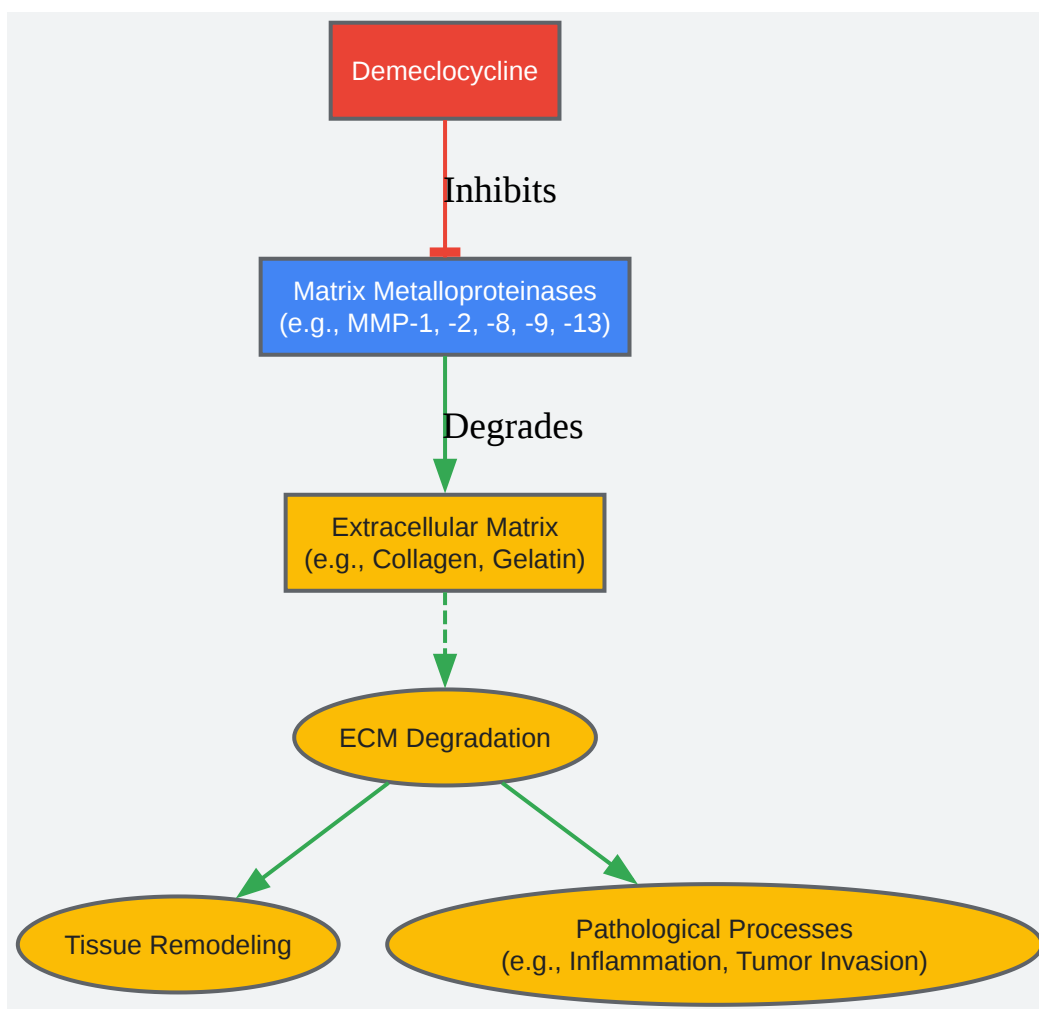 Demeclocycline
Inhibits
Matrix Metalloproteinases
(e.g., MMP-1, -2, -8, -9, -13)
Degrades
Extracellular Matrix
(e.g., Collagen, Gelatin)
ECM Degradation
Tissue Remodeling
Pathological Processes
(e.g., Inflammation, Tumor Invasion)